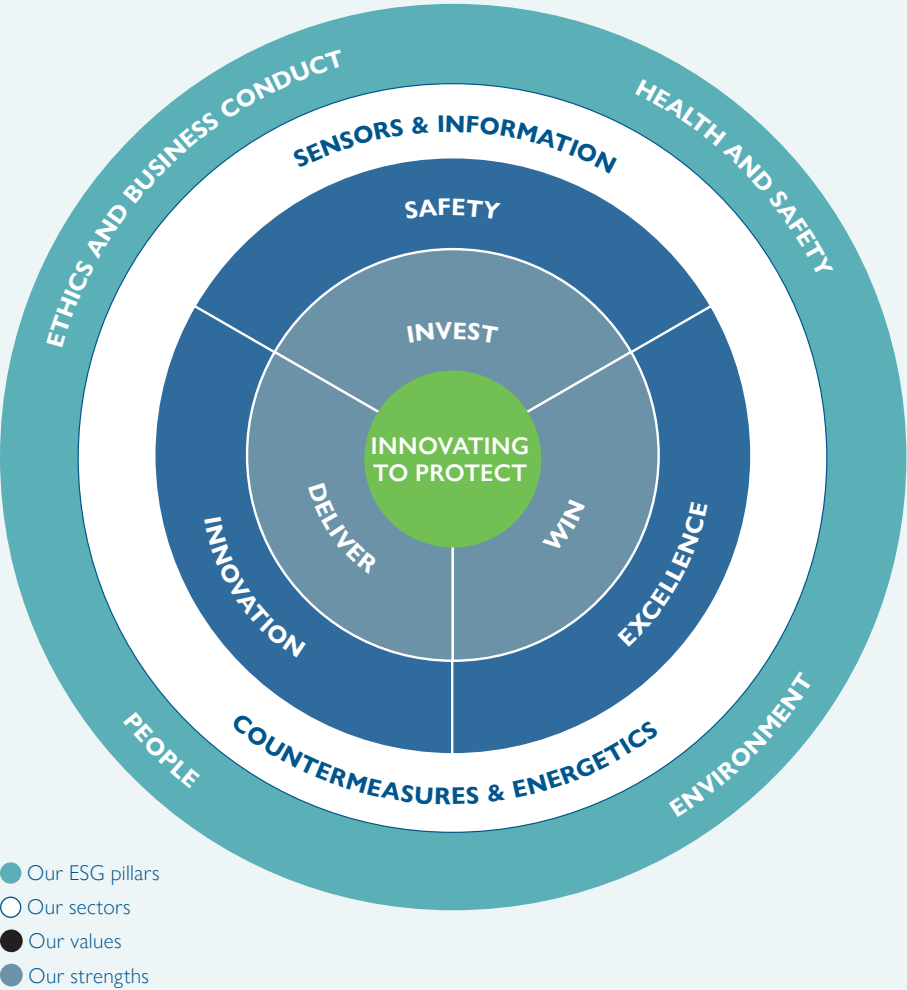 ETHICS AND BUSINESS CONDUCT
HEALTH AND SAFETY
SENSORS & INFORMATION
SAFETY
INVEST
INNOVATING
TO PROTECT
DELIVER
WIN
INNOVATION
EXCELLENCE
COUNTERMEASURES & ENERGETICS
PEOPLE
ENVIRONMENT
Our ESG pillars
Our sectors
Our values
Our strengths